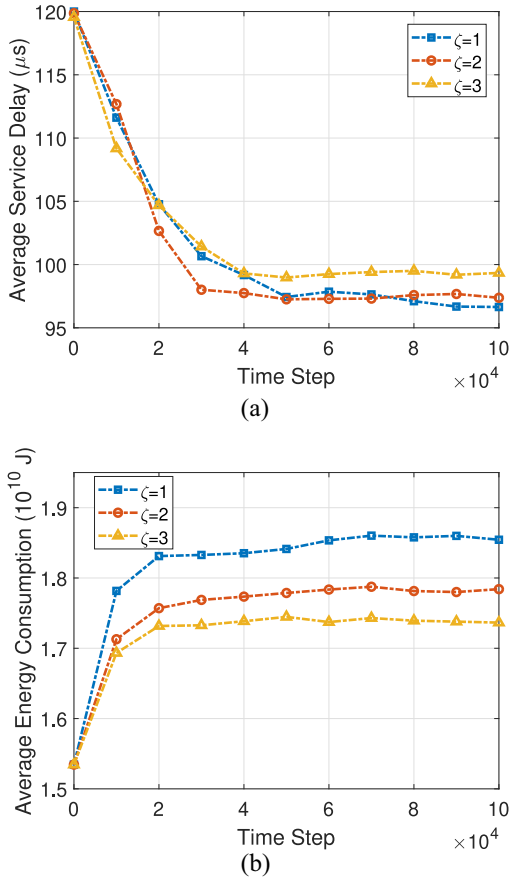 120
115
110
105
100
95
Average Service Delay (μs)
ζ=1
ζ=2
ζ=3
0
2
4
6
8
10
Time Step
×10⁴
(a)
1.9
1.8
1.7
1.6
1.5
Average Energy Consumption (10¹⁰ J)
ζ=1
ζ=2
ζ=3
0
2
4
6
8
10
Time Step
×10⁴
(b)